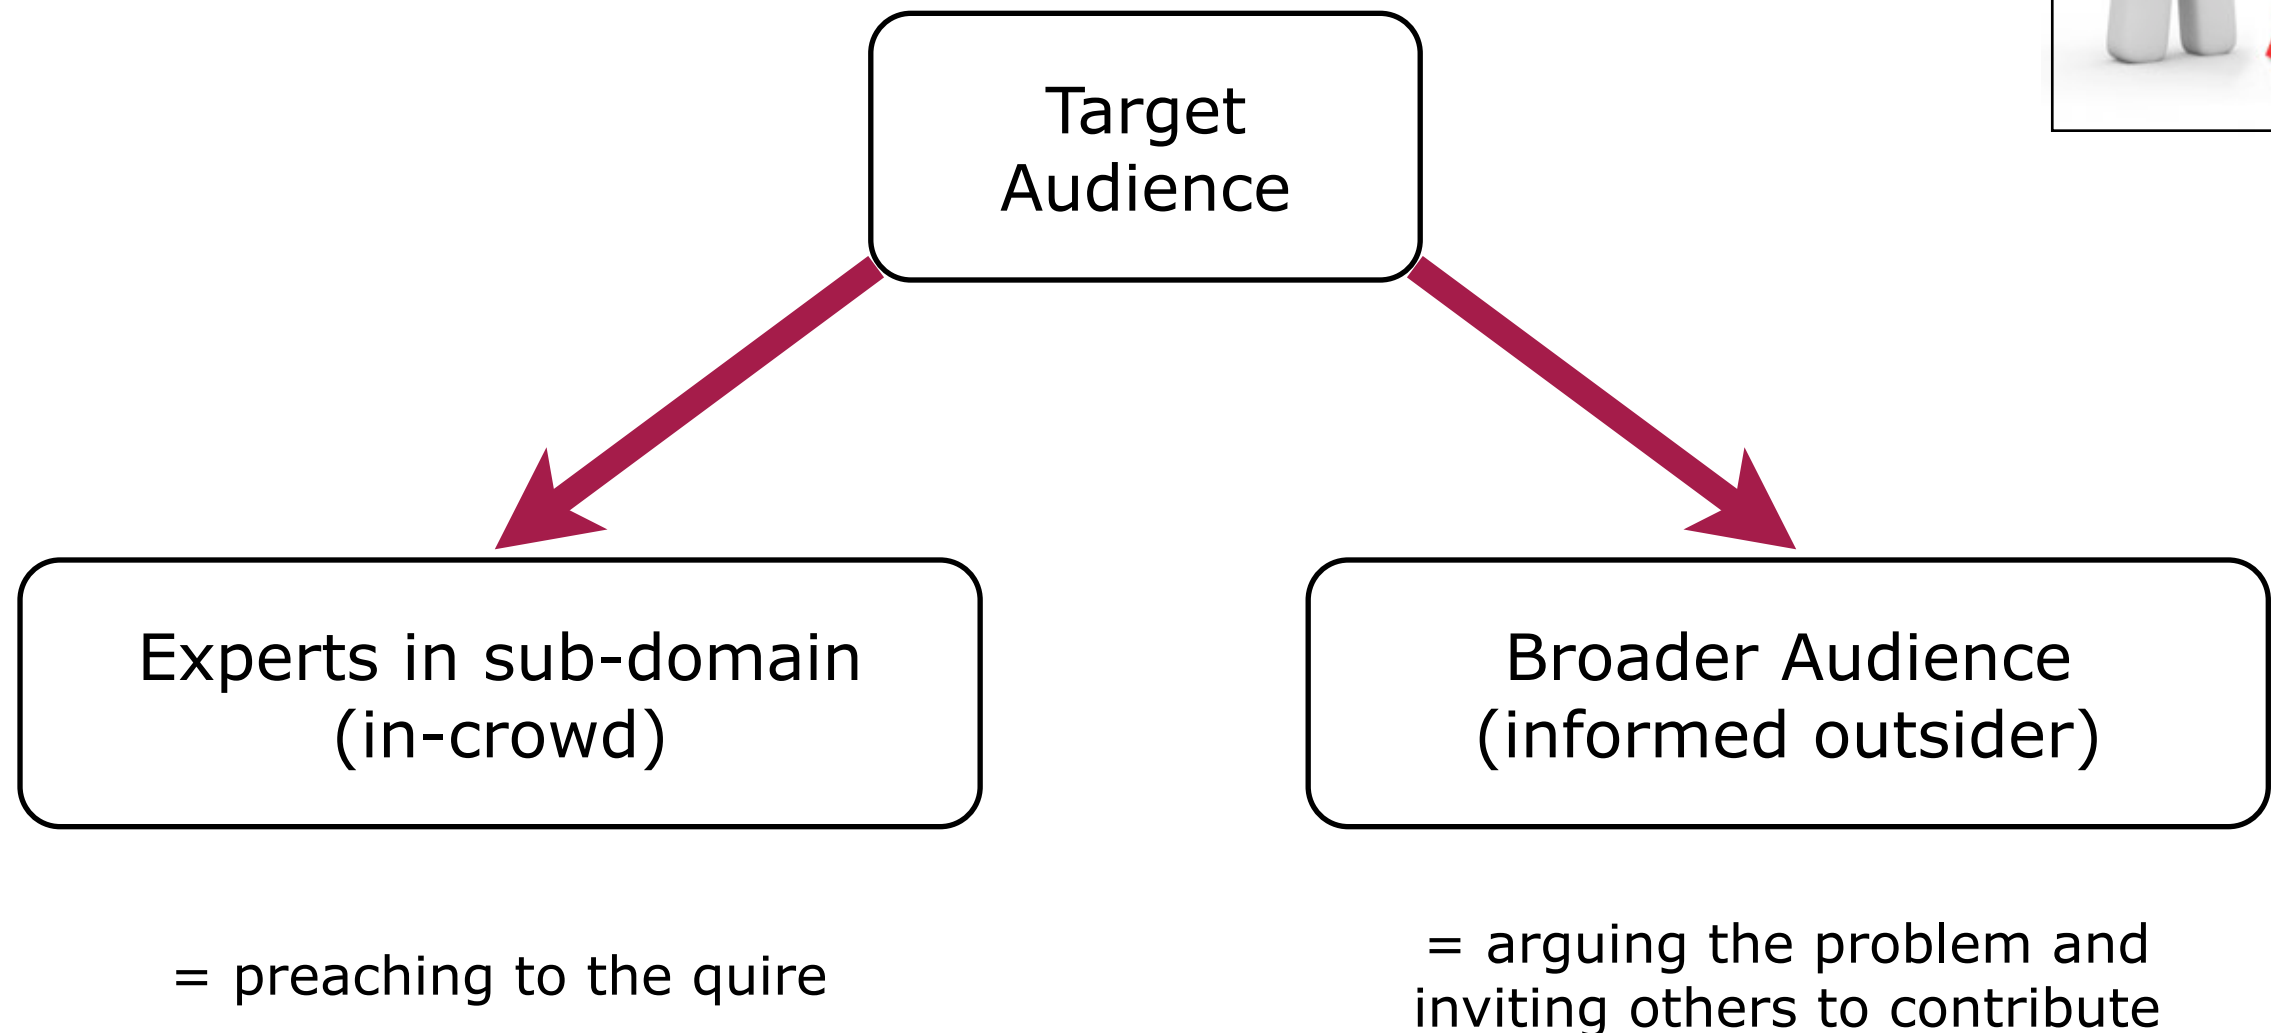 Target
Audience
Experts in sub-domain
(in-crowd)
Broader Audience
(informed outsider)
= preaching to the quire
= arguing the problem and
inviting others to contribute